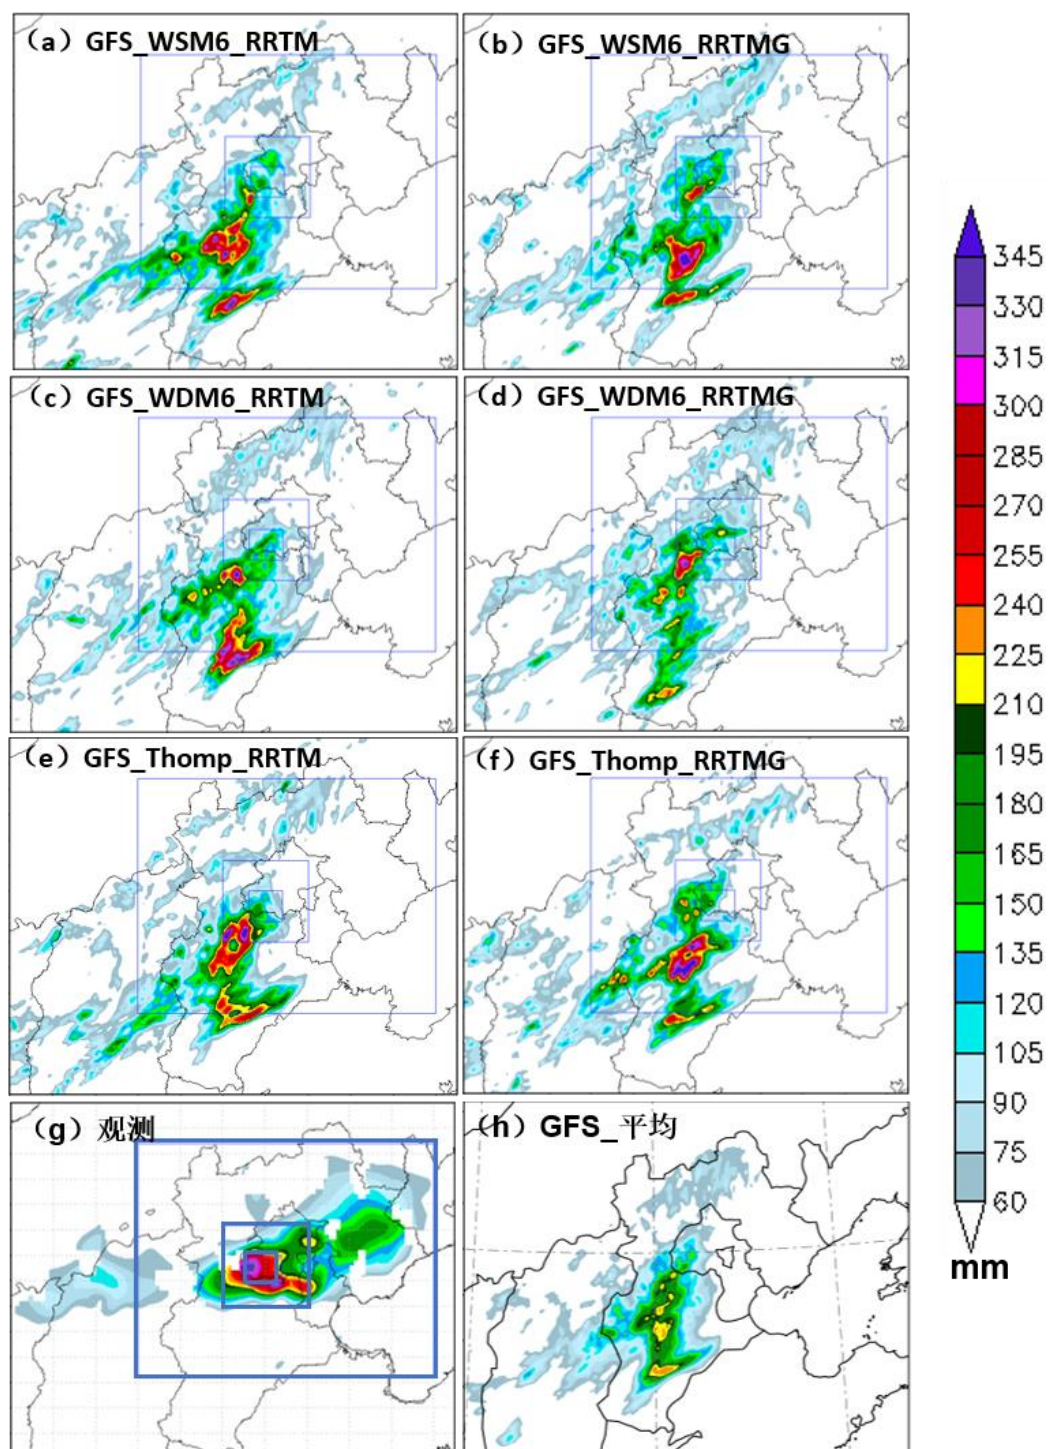 （a）GFS_WSM6_RRTM
（b）GFS_WSM6_RRTMG
（c）GFS_WDM6_RRTM
（d）GFS_WDM6_RRTMG
（e）GFS_Thomp_RRTM
（f）GFS_Thomp_RRTMG
（g）观测
（h）GFS_平均
345
330
315
300
285
270
255
240
225
210
195
180
165
150
135
120
105
90
75
60
mm